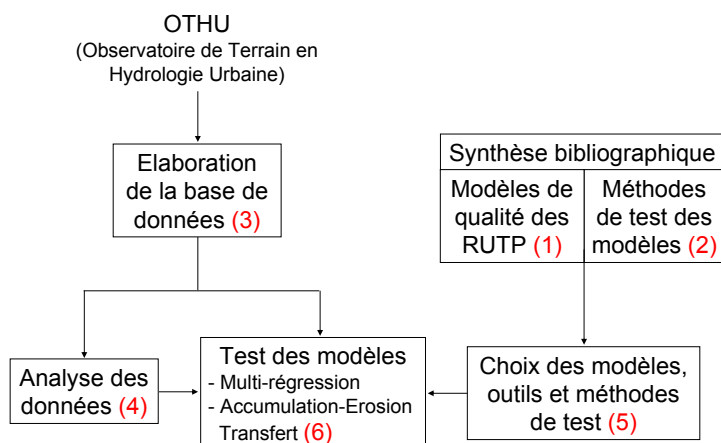 OTHU
(Observatoire de Terrain en
Hydrologie Urbaine)
Elaboration
de la base de
données (3)
Synthèse bibliographique
Modèles de
qualité des
RUTP (1)
Méthodes
de test des
modèles (2)
Analyse des
données (4)
Test des modèles
- Multi-régression
- Accumulation-Erosion
Transfert (6)
Choix des modèles,
outils et méthodes
de test (5)